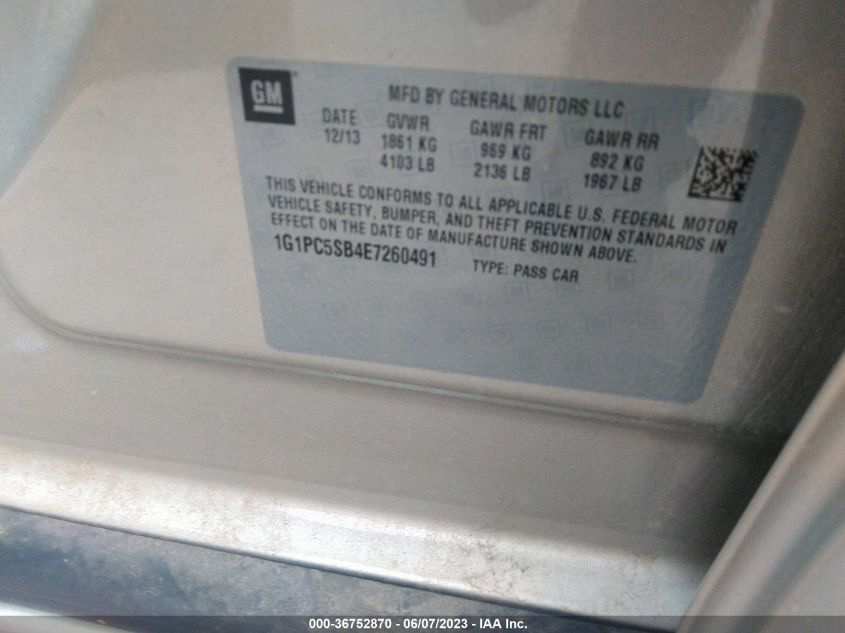 GM
MFD BY GENERAL MOTORS LLC
DATE GVWR GAWR FRT GAWR RR
12/13 1861 KG 969 KG 892 KG
4103 LB 2136 LB 1967 LB
THIS VEHICLE CONFORMS TO ALL APPLICABLE U.S. FEDERAL MOTOR
VEHICLE SAFETY, BUMPER, AND THEFT PREVENTION STANDARDS IN
EFFECT ON THE DATE OF MANUFACTURE SHOWN ABOVE.
1G1PC5SB4E7260491 TYPE: PASS CAR
000-36752870 - 06/07/2023 - IAA Inc.